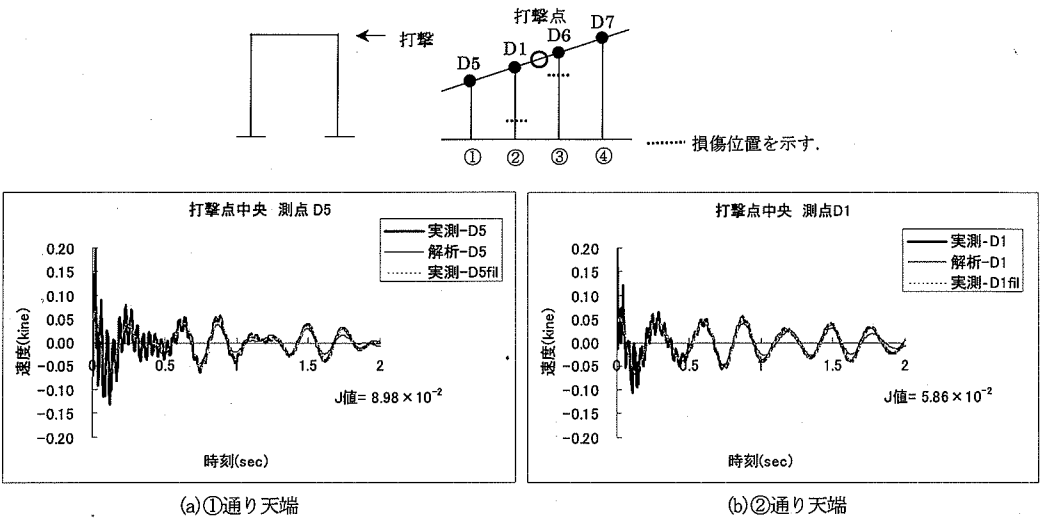 打撃点
D7
打撃
D6
D1
D5
① ② ③ ④
損傷位置を示す.
打撃点中央 測点 D5
実測-D5
解析-D5
実測-D5fil
0.20
0.15
0.10
0.05
0.00
-0.05
-0.10
-0.15
-0.20
速度(kine)
0 0.5 1 1.5 2
J値= 8.98×10⁻²
時刻(sec)
(a)①通り天端
打撃点中央 測点D1
実測-D1
解析-D1
実測-D1fil
0.20
0.15
0.10
0.05
0.00
-0.05
-0.10
-0.15
-0.20
速度(kine)
0 0.5 1 1.5 2
J値= 5.86×10⁻²
時刻(sec)
(b)②通り天端